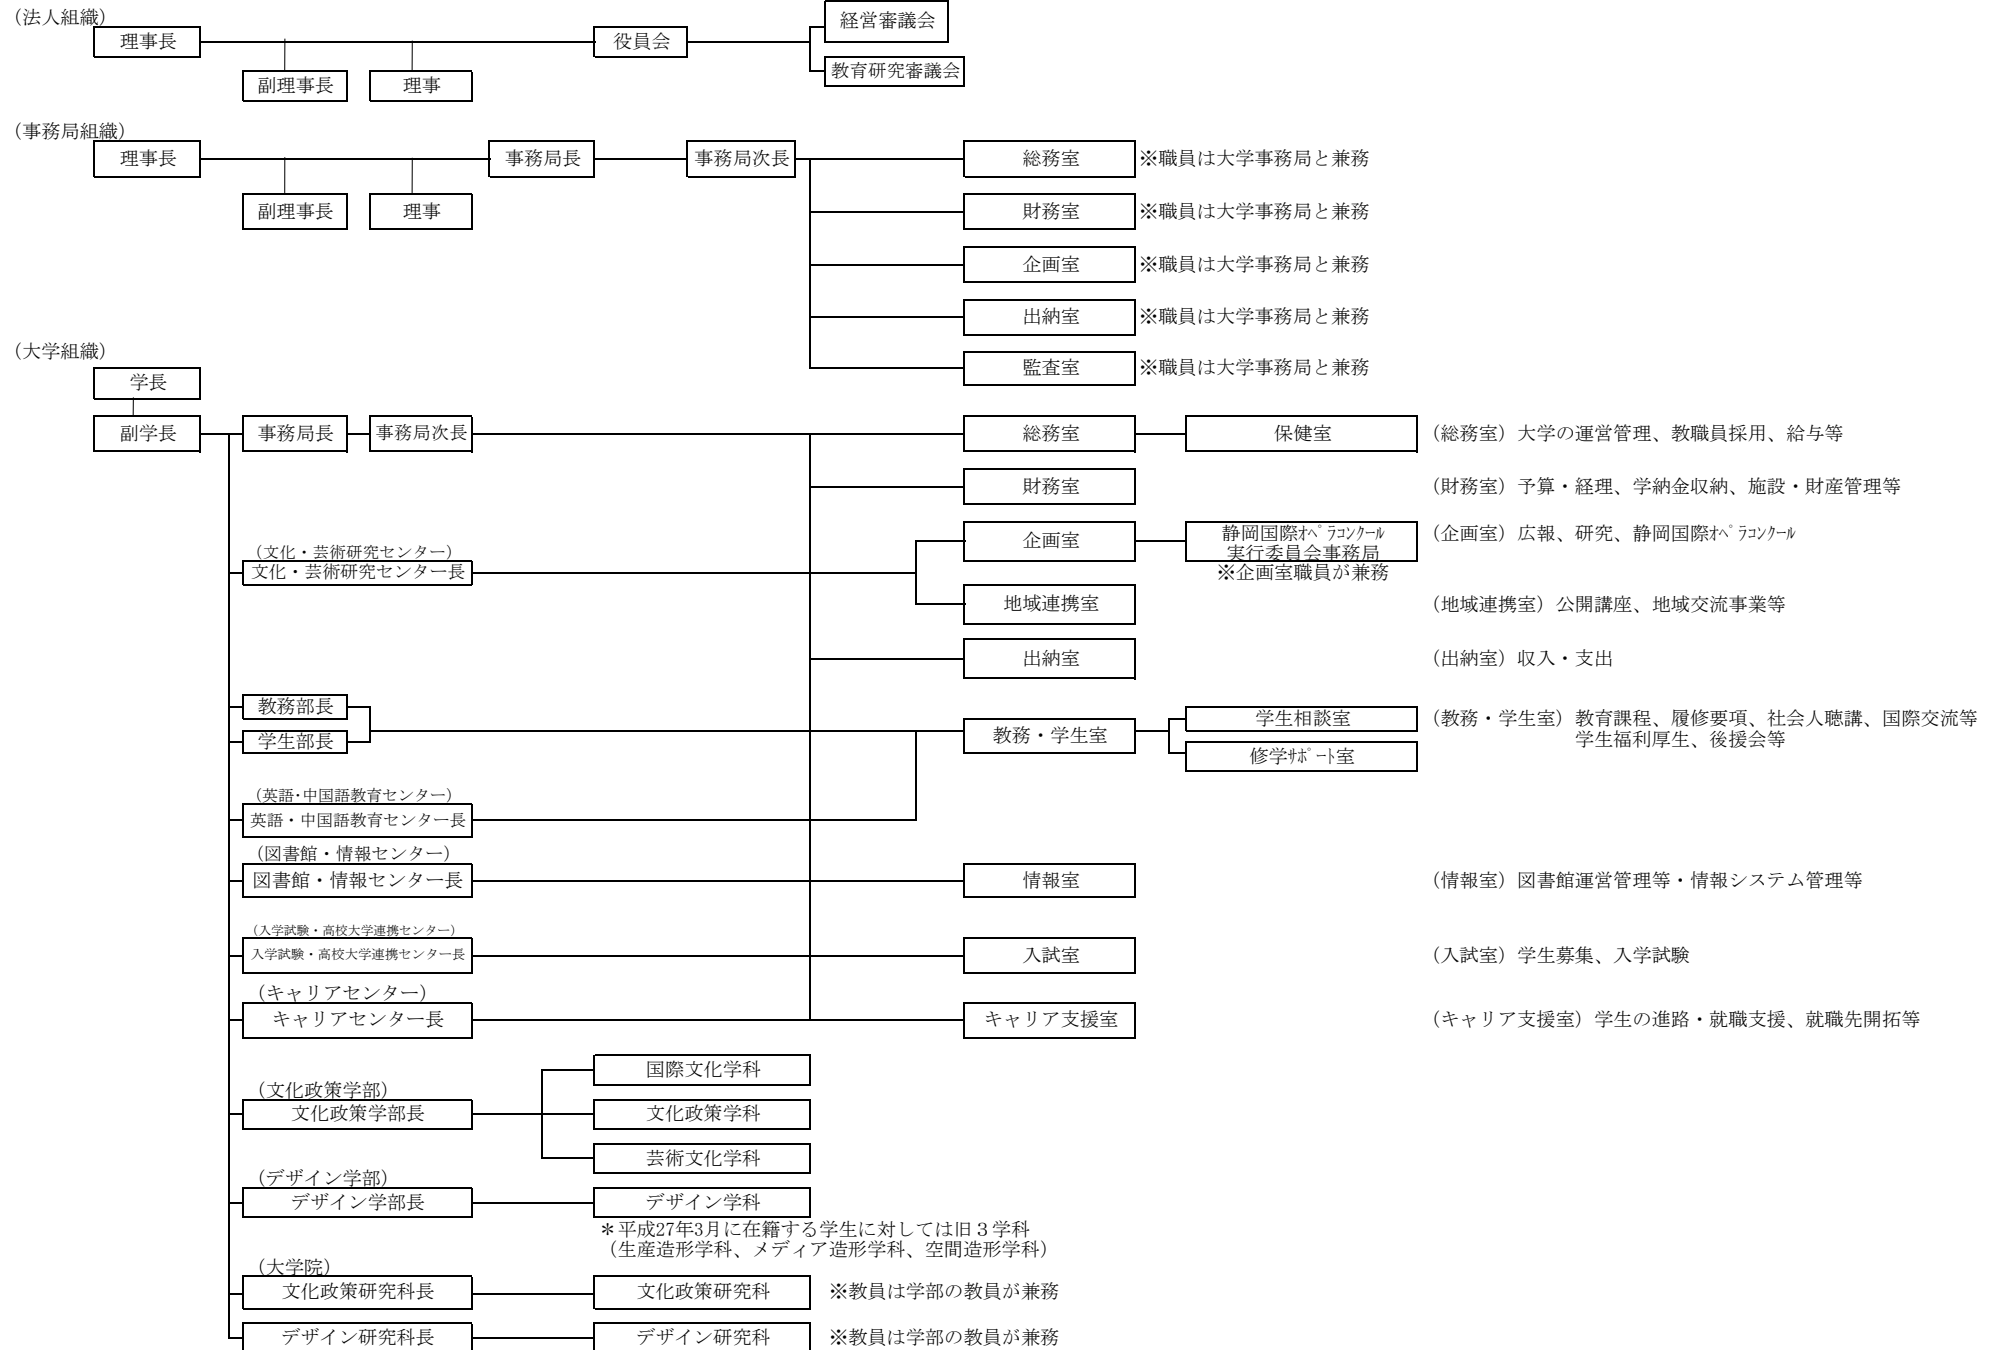 （法人組織）
経営審議会
理事長
役員会
教育研究審議会
副理事長
理事
（事務局組織）
理事長
事務局長
事務局次長
総務室
※職員は大学事務局と兼務
副理事長
理事
財務室
※職員は大学事務局と兼務
企画室
※職員は大学事務局と兼務
出納室
※職員は大学事務局と兼務
監査室
※職員は大学事務局と兼務
（大学組織）
学長
副学長
事務局長
事務局次長
総務室
保健室
（総務室）大学の運営管理、教職員採用、給与等
財務室
（財務室）予算・経理、学納金収納、施設・財産管理等
（文化・芸術研究センター）
文化・芸術研究センター長
企画室
静岡国際ｵﾍﾟﾗｺﾝｸｰﾙ
実行委員会事務局
※企画室職員が兼務
（企画室）広報、研究、静岡国際ｵﾍﾟﾗｺﾝｸｰﾙ
地域連携室
（地域連携室）公開講座、地域交流事業等
出納室
（出納室）収入・支出
教務部長
学生部長
教務・学生室
学生相談室
修学ｻﾎﾟｰﾄ室
（教務・学生室）教育課程、履修要項、社会人聴講、国際交流等
学生福利厚生、後援会等
（英語･中国語教育センター）
英語・中国語教育センター長
（図書館・情報センター）
図書館・情報センター長
情報室
（情報室）図書館運営管理等・情報システム管理等
（入学試験・高校大学連携センター）
入学試験・高校大学連携センター長
入試室
（入試室）学生募集、入学試験
（キャリアセンター）
キャリアセンター長
キャリア支援室
（キャリア支援室）学生の進路・就職支援、就職先開拓等
（文化政策学部）
文化政策学部長
国際文化学科
文化政策学科
芸術文化学科
（デザイン学部）
デザイン学部長
デザイン学科
＊平成27年3月に在籍する学生に対しては旧３学科
（生産造形学科、メディア造形学科、空間造形学科）
（大学院）
文化政策研究科長
文化政策研究科
※教員は学部の教員が兼務
デザイン研究科長
デザイン研究科
※教員は学部の教員が兼務